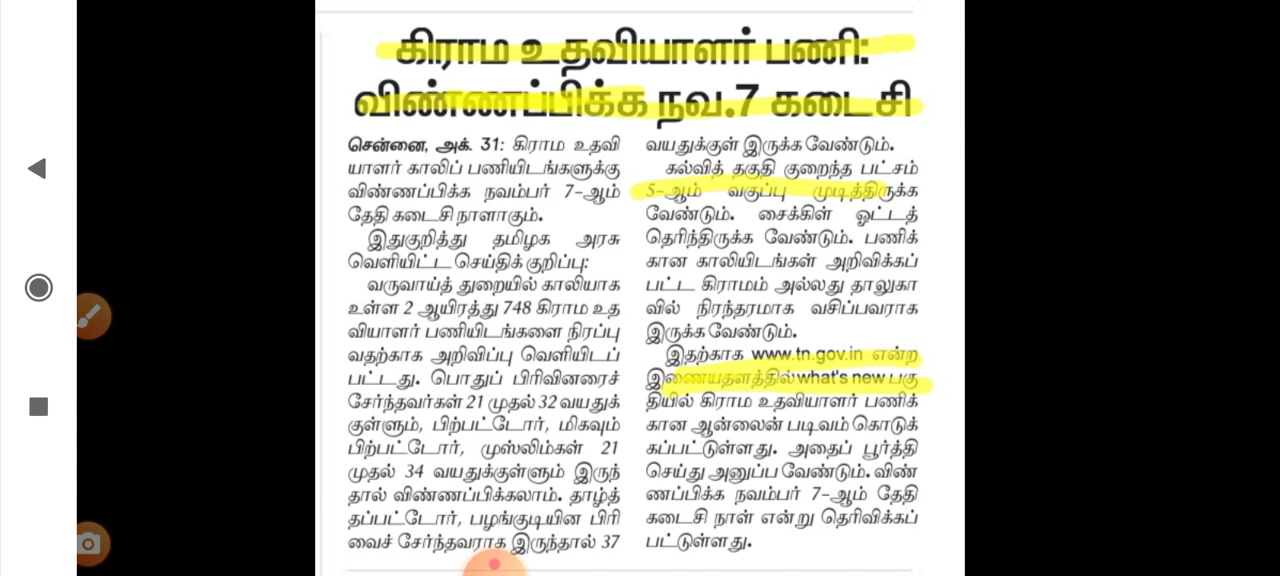 கிராம உதவியாளர் பணி:
விண்ணப்பிக்க நவ.7 கடைசி
சென்னை, அக். 31: கிராம உதவி
யாளர் காலிப் பணியிடங்களுக்கு
விண்ணப்பிக்க நவம்பர் 7-ஆம்
தேதி கடைசி நாளாகும்.
இதுகுறித்து தமிழக அரசு
வெளியிட்ட செய்திக் குறிப்பு:
வருவாய்த் துறையில் காலியாக
உள்ள 2 ஆயிரத்து 748 கிராம உத
வியாளர் பணியிடங்களை நிரப்பு
வதற்காக அறிவிப்பு வெளியிடப்
பட்டது. பொதுப் பிரிவினரைச்
சேர்ந்தவர்கள் 21 முதல் 32 வயதுக்
குள்ளும், பிற்பட்டோர், மிகவும்
பிற்பட்டோர், முஸ்லிம்கள் 21
முதல் 34 வயதுக்குள்ளும் இருந்
தால் விண்ணப்பிக்கலாம். தாழ்த்
தப்பட்டோர், பழங்குடியின பிரி
வைச் சேர்ந்தவராக இருந்தால் 37
வயதுக்குள் இருக்க வேண்டும்.
கல்வித் தகுதி குறைந்த பட்சம்
5-ஆம் வகுப்பு முடித்திருக்க
வேண்டும். சைக்கிள் ஓட்டத்
தெரிந்திருக்க வேண்டும். பணிக்
கான காலியிடங்கள் அறிவிக்கப்
பட்ட கிராமம் அல்லது தாலுகா
வில் நிரந்தரமாக வசிப்பவராக
இருக்க வேண்டும்.
இதற்காக www.tn.gov.in என்ற
இணையதளத்தில் what's new பகு
தியில் கிராம உதவியாளர் பணிக்
கான ஆன்லைன் படிவம் கொடுக்
கப்பட்டுள்ளது. அதைப் பூர்த்தி
செய்து அனுப்ப வேண்டும். விண்
ணப்பிக்க நவம்பர் 7-ஆம் தேதி
கடைசி நாள் என்று தெரிவிக்கப்
பட்டுள்ளது.